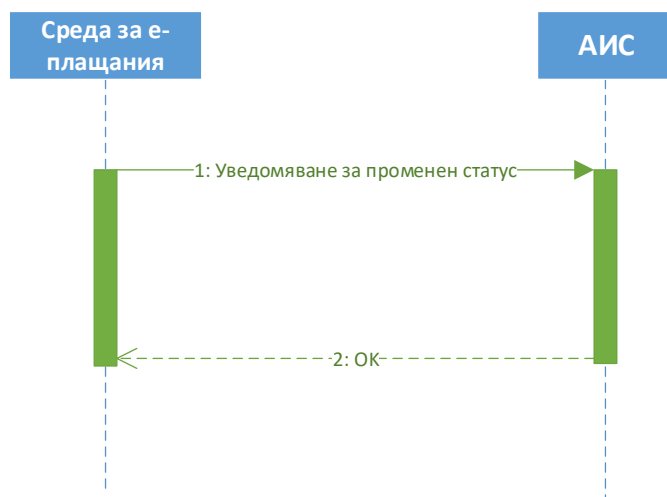 Среда за е-
плащания
АИС
1: Уведомяване за променен статус
2: OK